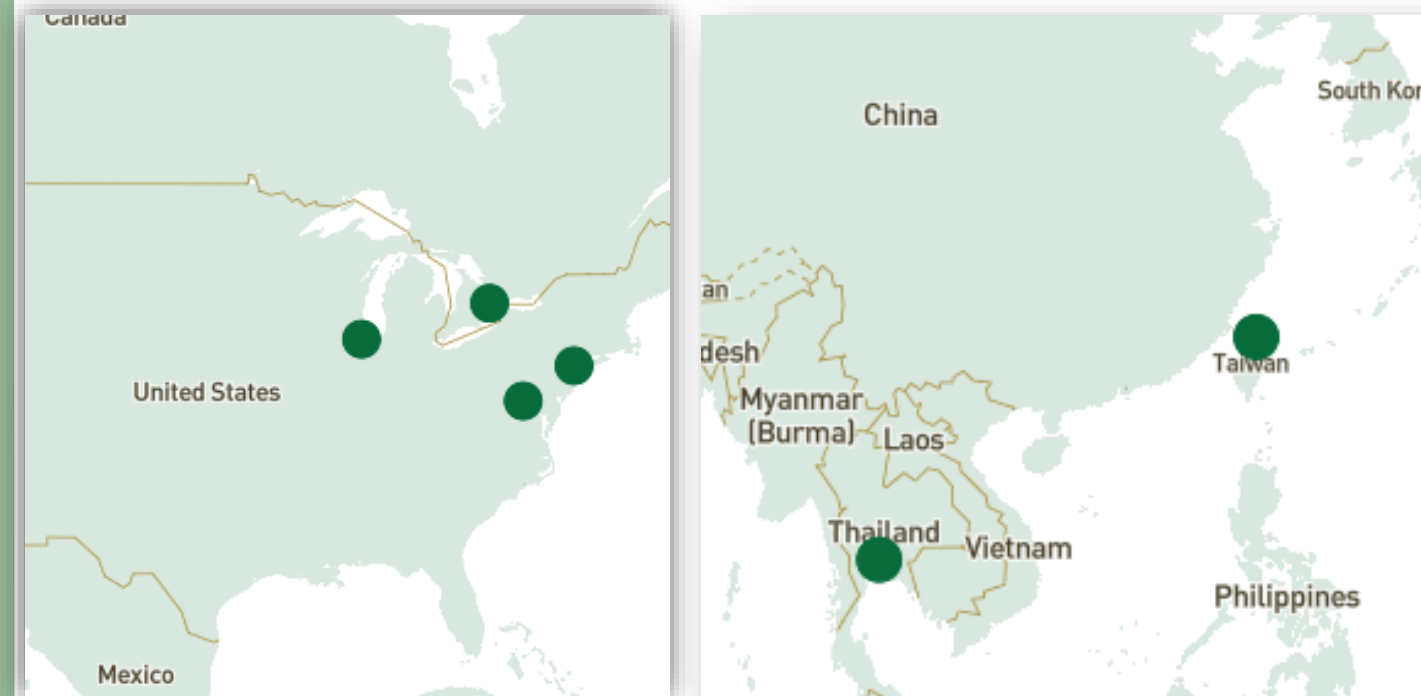 Canada
United States
Mexico
China
South Kor
an
desh
Myanmar
(Burma)
Laos
Taiwan
Thailand
Vietnam
Philippines